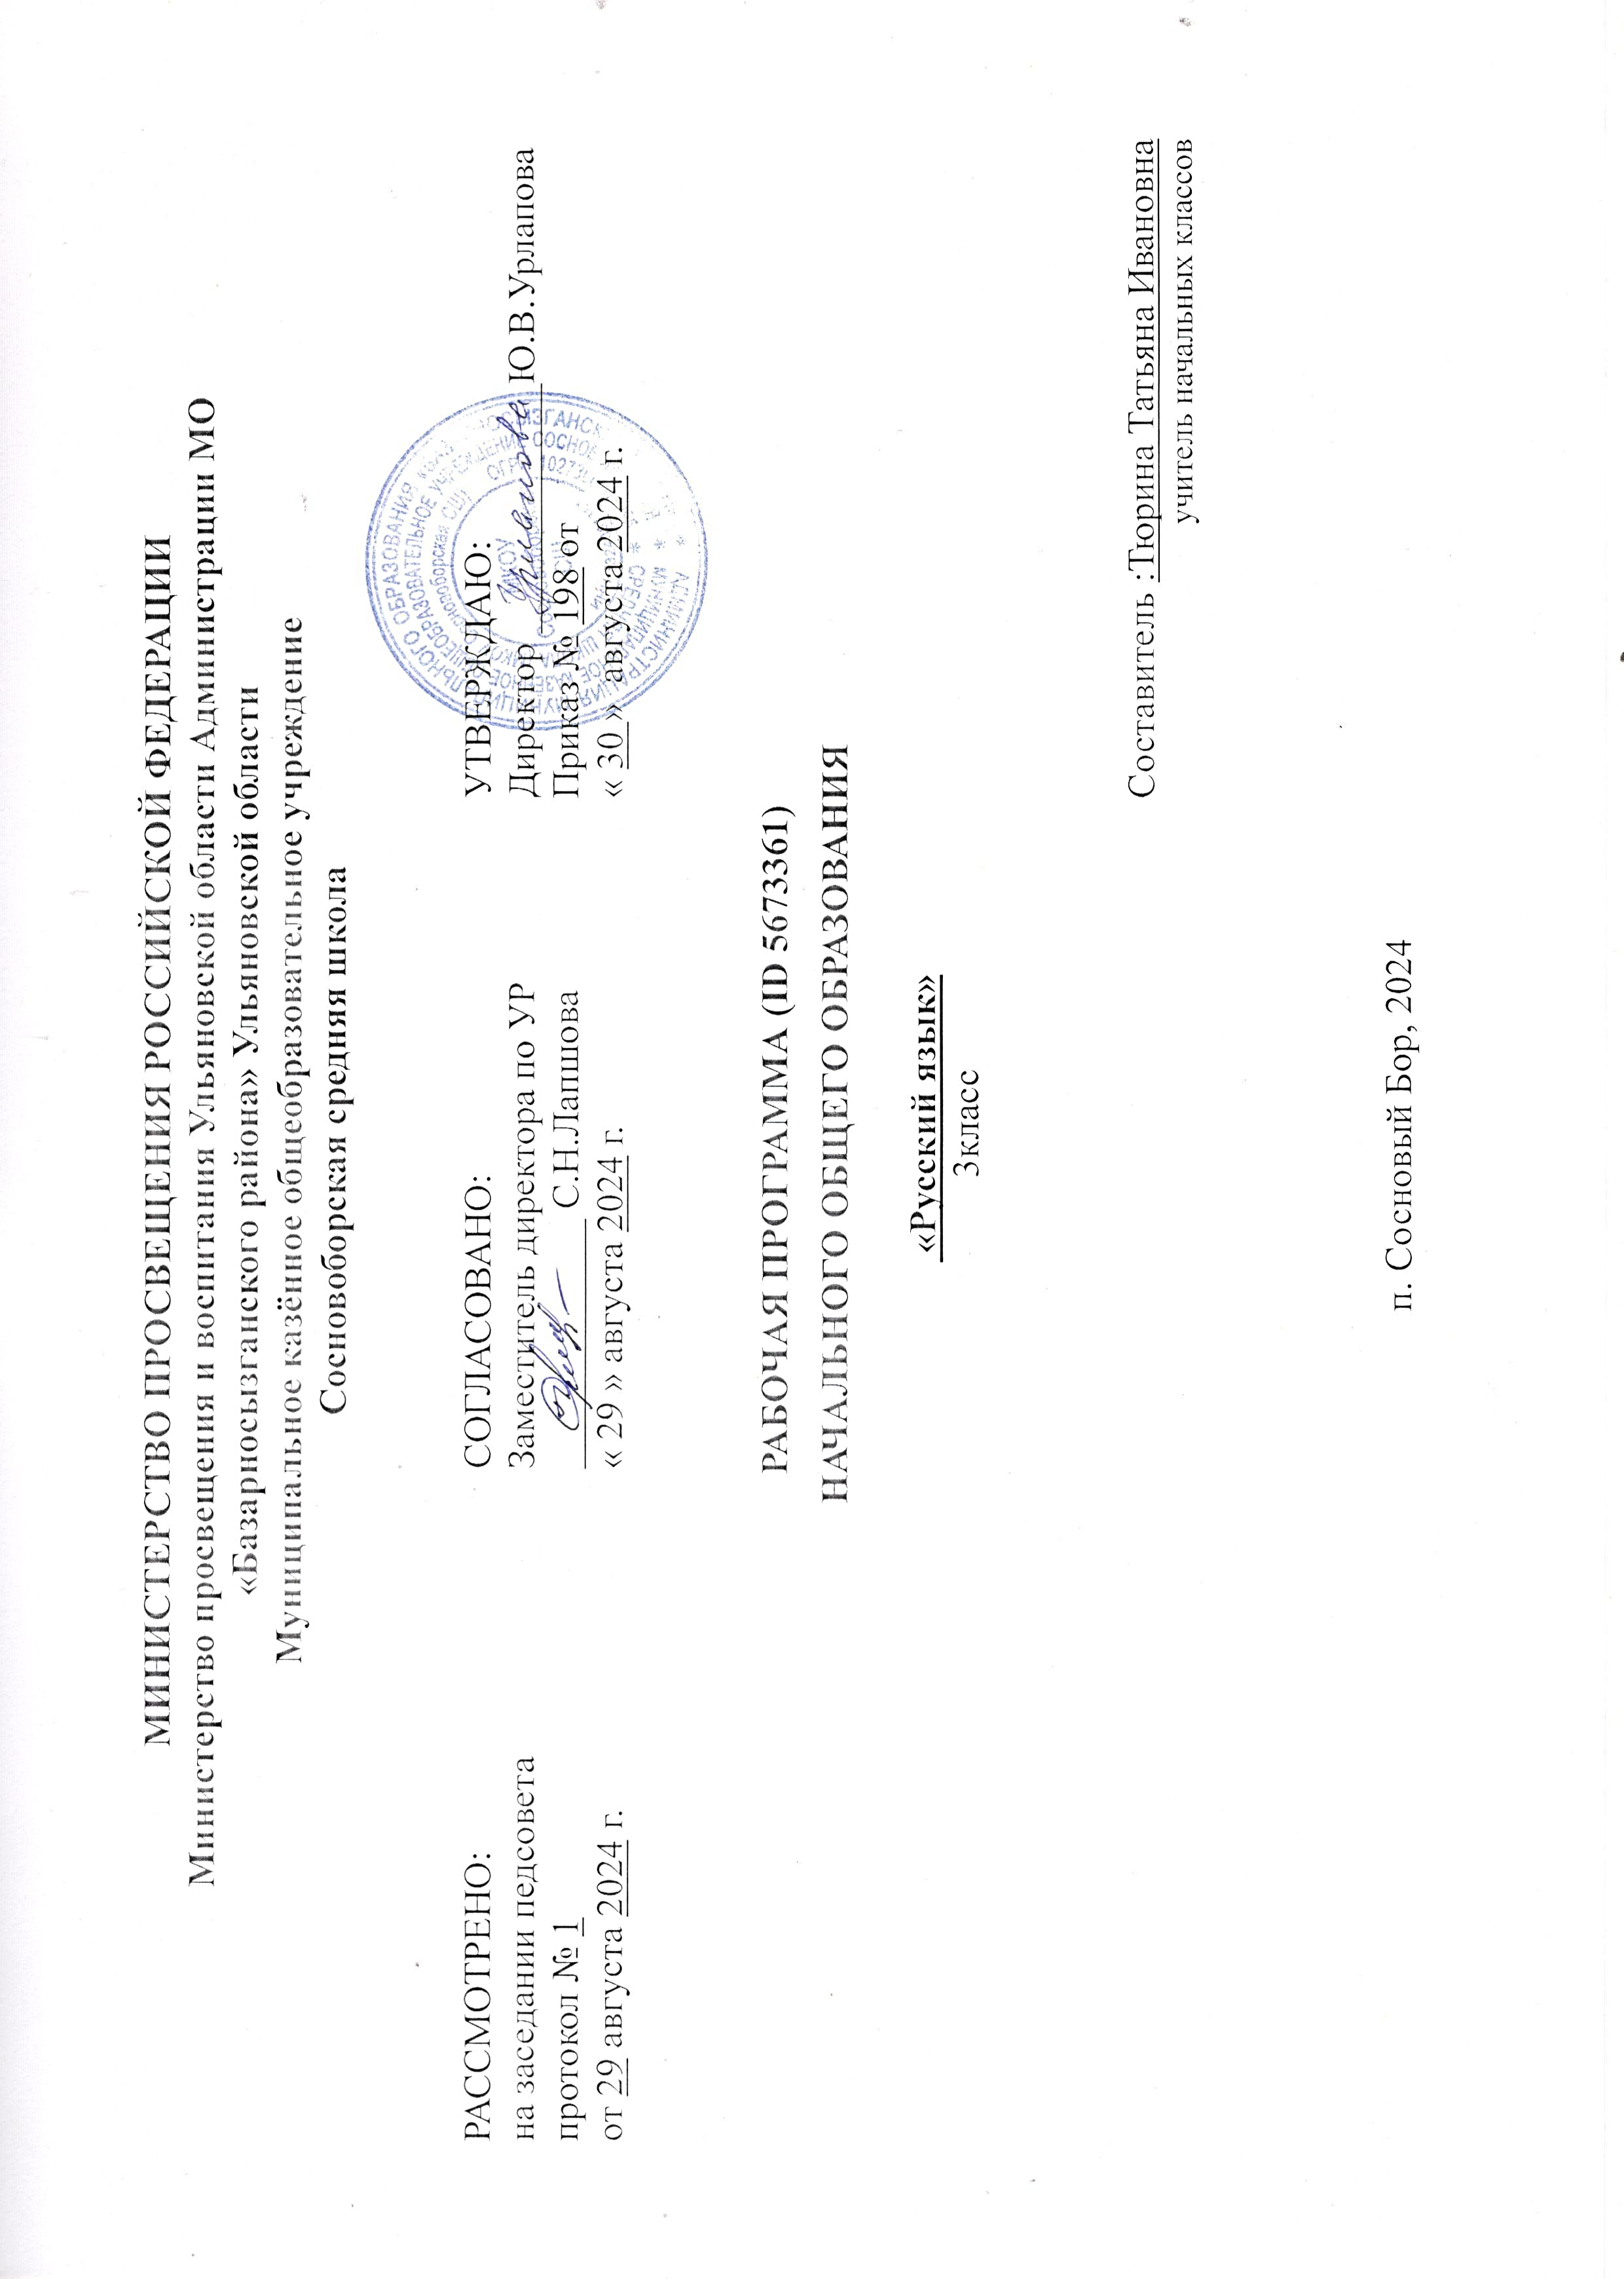 МИНИСТЕРСТВО ПРОСВЕЩЕНИЯ РОССИЙСКОЙ ФЕДЕРАЦИИ
Министерство просвещения и воспитания Ульяновской области Администрации МО
«Базарносызганского района» Ульяновской области
Муниципальное казённое общеобразовательное учреждение
Сосновоборская средняя школа
РАССМОТРЕНО:
на заседании педсовета
протокол № 1
от 29 августа 2024 г.
СОГЛАСОВАНО:
Заместитель директора по УР
С.Н.Лапшова
« 29 » августа 2024 г.
УТВЕРЖДАЮ:
Директор Урлапова Ю.В.Урлапова
Приказ № 198 от
« 30 » августа 2024 г.
РАБОЧАЯ ПРОГРАММА (ID 5673361)
НАЧАЛЬНОГО ОБЩЕГО ОБРАЗОВАНИЯ
«Русский язык»
3класс
Составитель :Тюрина Татьяна Ивановна
учитель начальных классов
п. Сосновый Бор, 2024